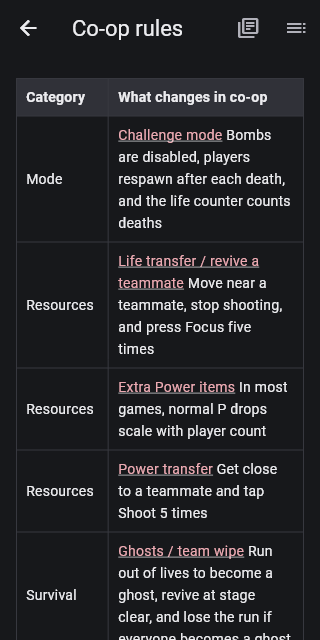 Co-op rules
Category
What changes in co-op
Mode
Challenge mode Bombs
are disabled, players
respawn after each death,
and the life counter counts
deaths
Resources
Life transfer / revive a
teammate Move near a
teammate, stop shooting,
and press Focus five
times
Resources
Extra Power items In most
games, normal P drops
scale with player count
Resources
Power transfer Get close
to a teammate and tap
Shoot 5 times
Survival
Ghosts / team wipe Run
out of lives to become a
ghost, revive at stage
clear, and lose the run if
everyone becomes a ghost